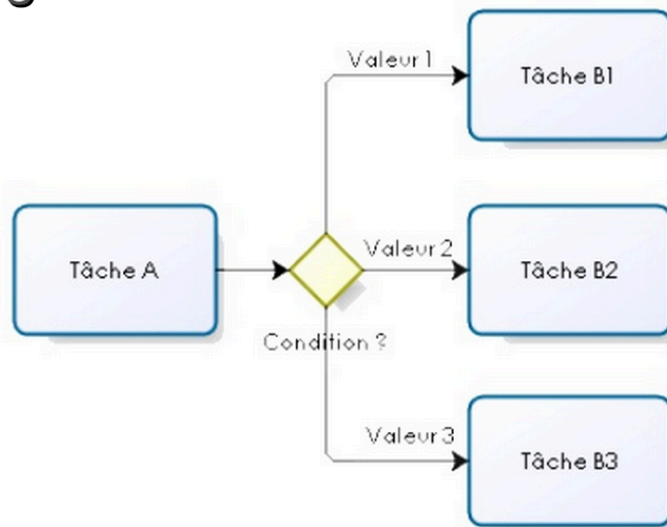 Valeur 1
Tâche B1
Tâche A
Valeur 2
Tâche B2
Condition ?
Valeur 3
Tâche B3